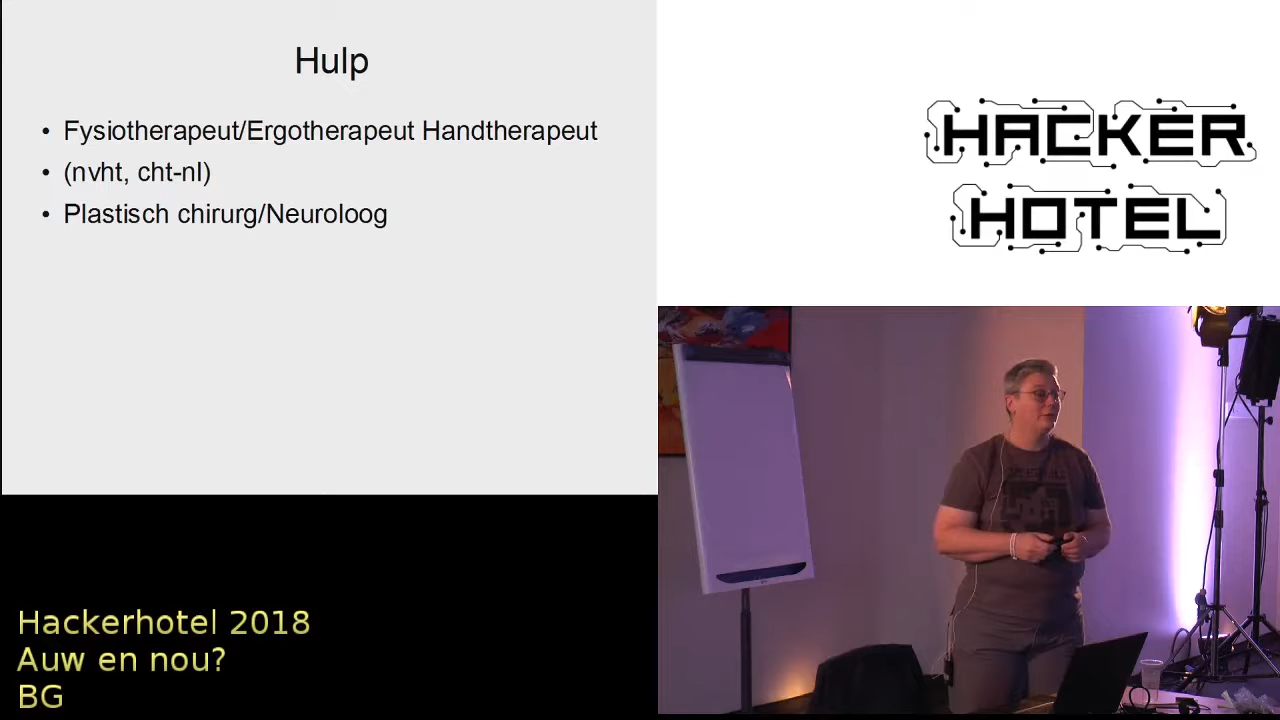 Hulp
• Fysiotherapeut/Ergotherapeut Handtherapeut
• (nvht, cht-nl)
• Plastisch chirurg/Neuroloog
HACKER
HOTEL
Hackerhotel 2018
Auw en nou?
BG